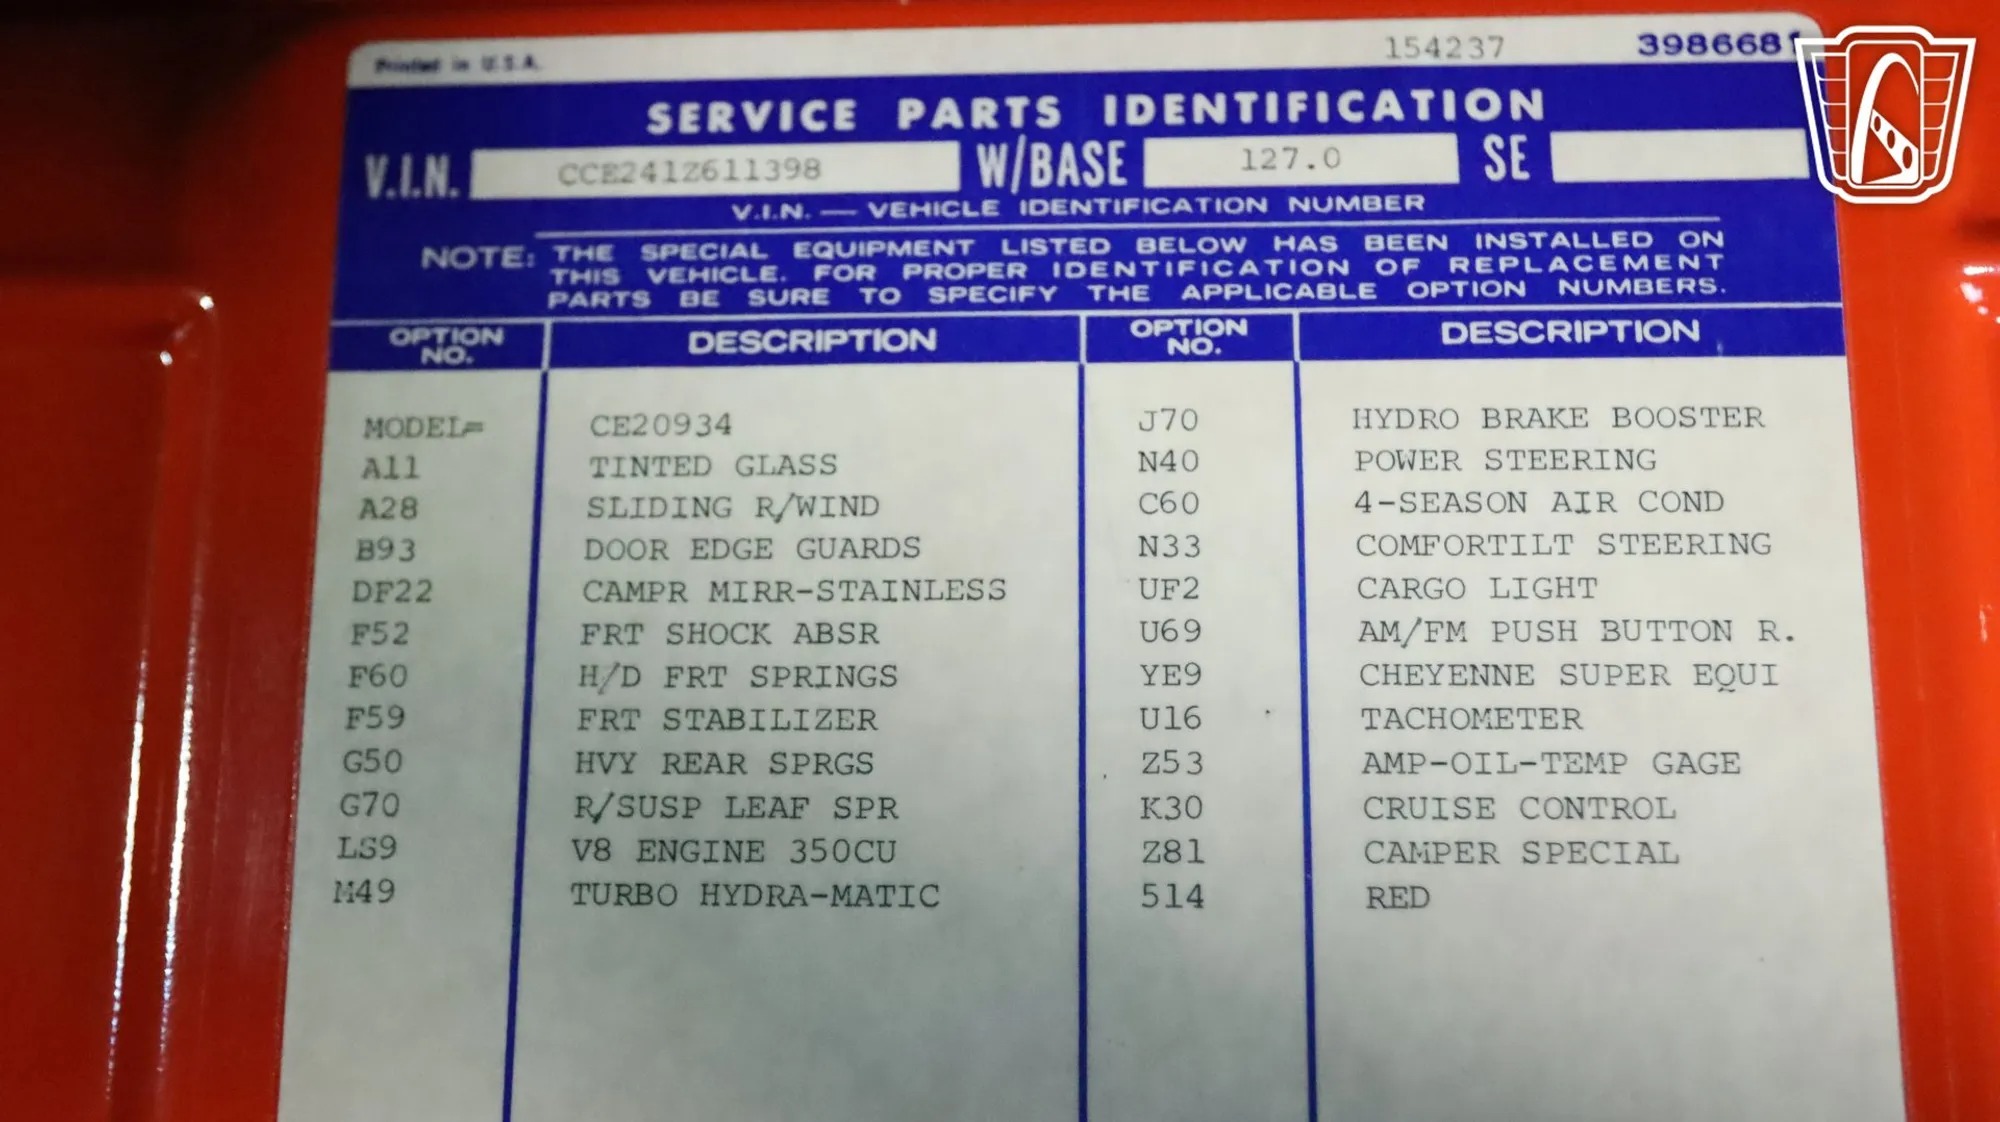 Printed in U.S.A.
154237 3986681
SERVICE PARTS IDENTIFICATION
V.I.N. CCE241Z611398 W/BASE 127.0 SE
V.I.N. — VEHICLE IDENTIFICATION NUMBER
NOTE: THE SPECIAL EQUIPMENT LISTED BELOW HAS BEEN INSTALLED ON
THIS VEHICLE. FOR PROPER IDENTIFICATION OF REPLACEMENT
PARTS BE SURE TO SPECIFY THE APPLICABLE OPTION NUMBERS.
OPTION NO. DESCRIPTION OPTION NO. DESCRIPTION
MODEL= CE20934 J70 HYDRO BRAKE BOOSTER
A11 TINTED GLASS N40 POWER STEERING
A28 SLIDING R/WIND C60 4-SEASON AIR COND
B93 DOOR EDGE GUARDS N33 COMFORTILT STEERING
DF22 CAMPR MIRR-STAINLESS UF2 CARGO LIGHT
F52 FRT SHOCK ABSR U69 AM/FM PUSH BUTTON R.
F60 H/D FRT SPRINGS YE9 CHEYENNE SUPER EQUI
F59 FRT STABILIZER U16 TACHOMETER
G50 HVY REAR SPRGS Z53 AMP-OIL-TEMP GAGE
G70 R/SUSP LEAF SPR K30 CRUISE CONTROL
LS9 V8 ENGINE 350CU Z81 CAMPER SPECIAL
M49 TURBO HYDRA-MATIC 514 RED